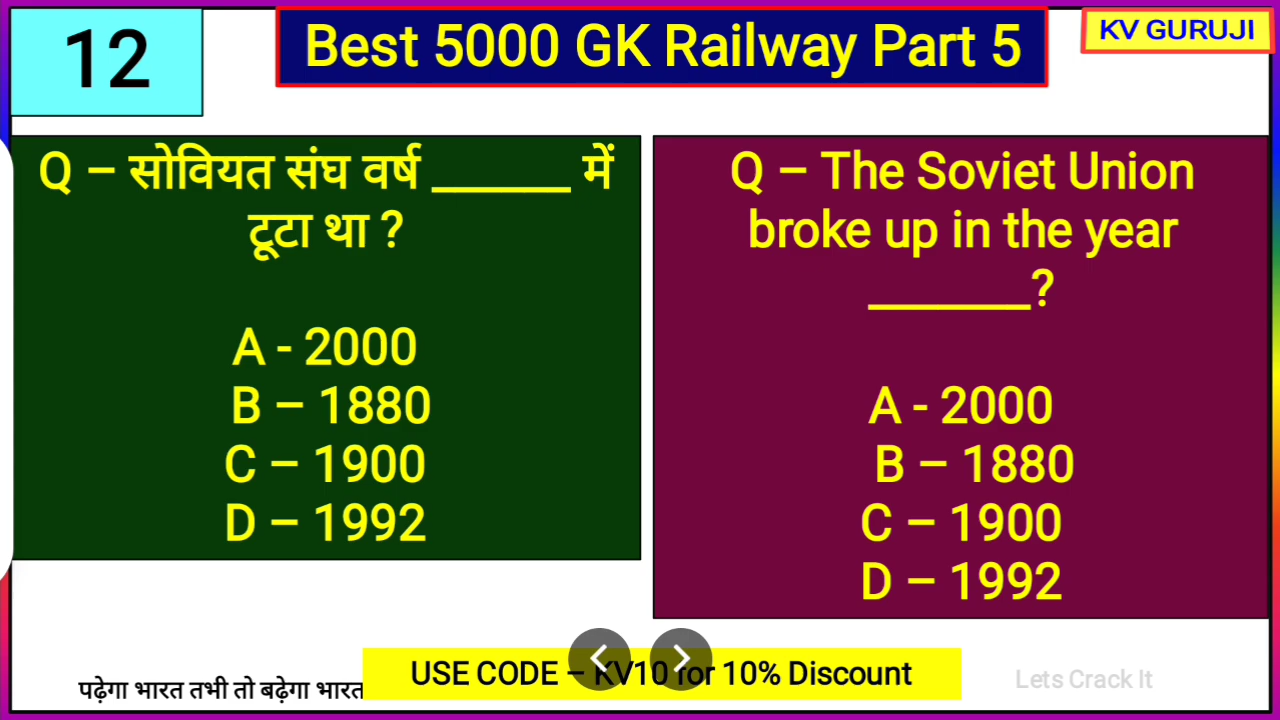 12
Best 5000 GK Railway Part 5
KV GURUJI
Q – सोवियत संघ वर्ष ______ में
टूटा था ?
A - 2000
B – 1880
C – 1900
D – 1992
Q – The Soviet Union
broke up in the year
_______?
A - 2000
B – 1880
C – 1900
D – 1992
पढ़ेगा भारत तभी तो बढ़ेगा भारत
USE CODE – KV10 for 10% Discount
Lets Crack It